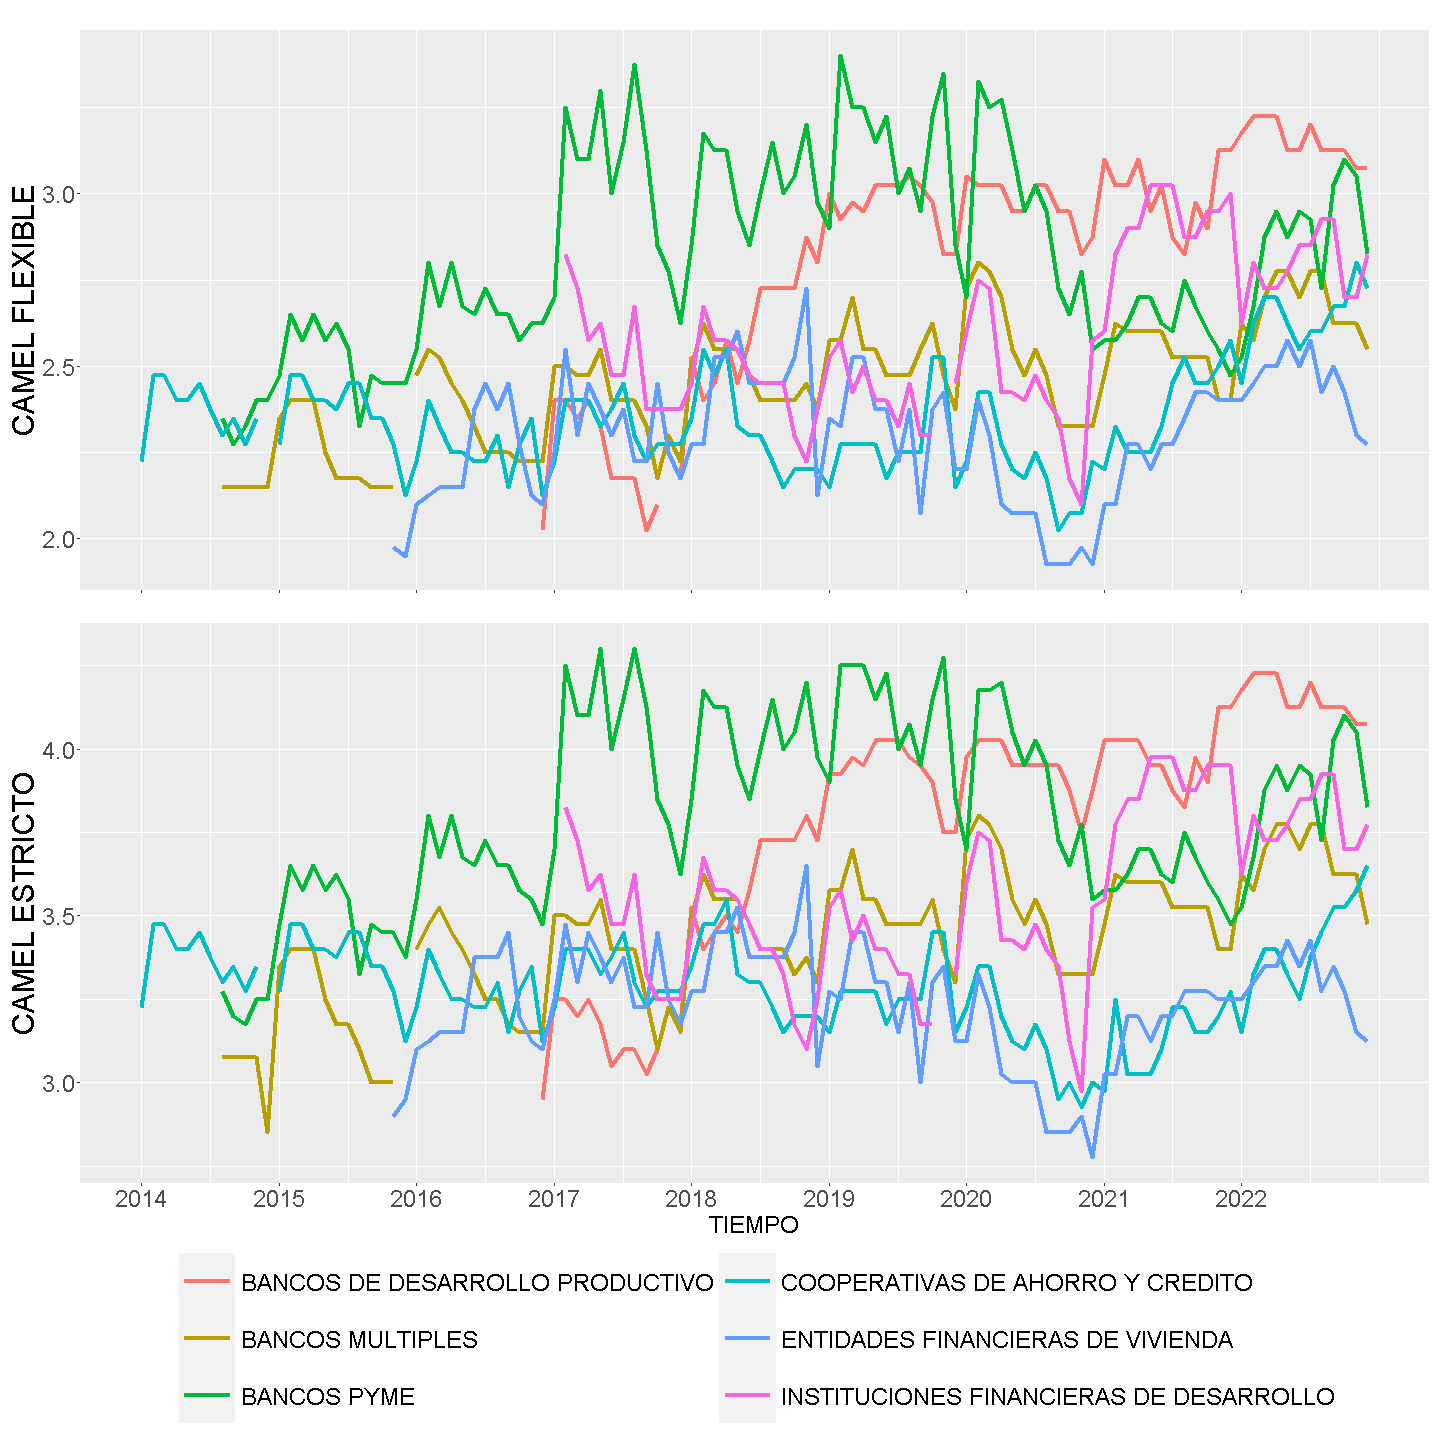 CAMEL FLEXIBLE
3.0
2.5
2.0
CAMEL ESTRICTO
4.0
3.5
3.0
2014 2015 2016 2017 2018 2019 2020 2021 2022
TIEMPO
BANCOS DE DESARROLLO PRODUCTIVO
BANCOS MULTIPLES
BANCOS PYME
COOPERATIVAS DE AHORRO Y CREDITO
ENTIDADES FINANCIERAS DE VIVIENDA
INSTITUCIONES FINANCIERAS DE DESARROLLO